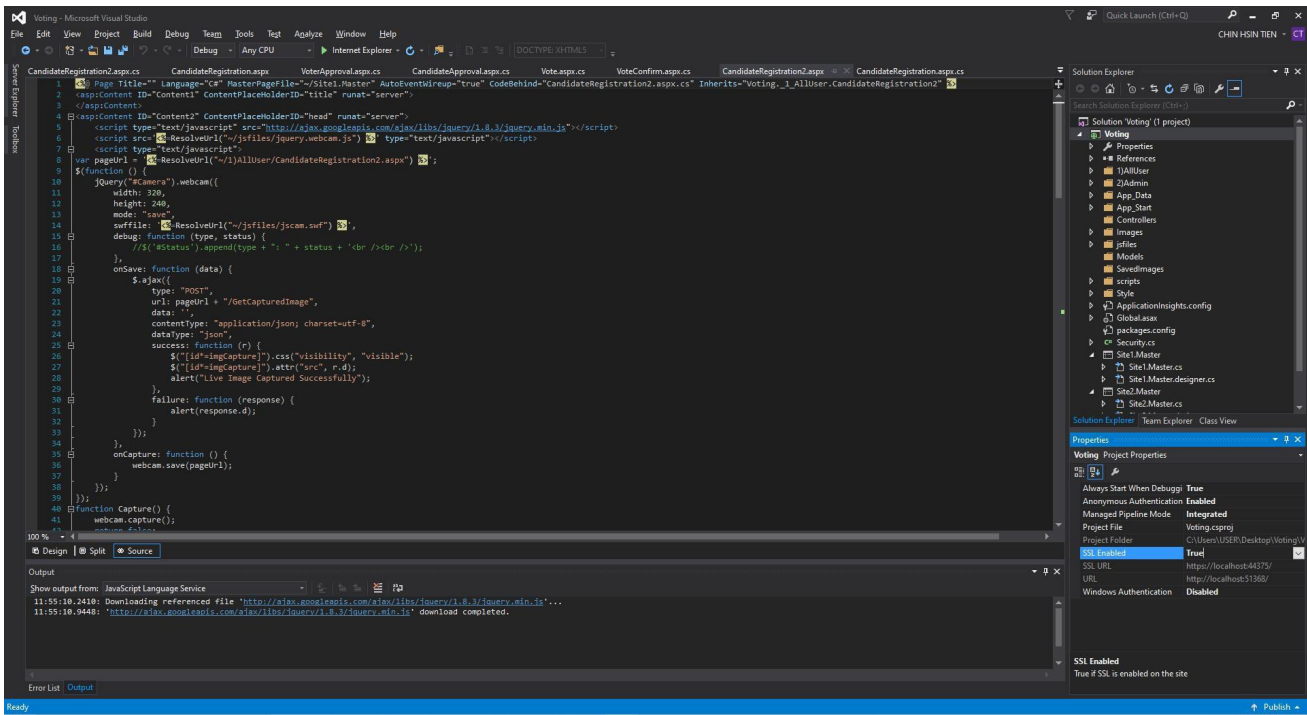 Voting - Microsoft Visual Studio
Quick Launch (Ctrl+Q)
File Edit View Project Build Debug Team Tools Test Analyze Window Help
CHIN HSIN TIEN CT
Debug Any CPU Internet Explorer DOCTYPE: XHTML5
Server Explorer
Toolbox
CandidateRegistration2.aspx.cs CandidateRegistration.aspx VoterApproval.aspx.cs CandidateApproval.aspx.cs Vote.aspx.cs VoteConfirm.aspx.cs CandidateRegistration2.aspx CandidateRegistration.aspx.cs
1 <%@ Page Title="" Language="C#" MasterPageFile="~/Site1.Master" AutoEventWireup="true" CodeBehind="CandidateRegistration2.aspx.cs" Inherits="Voting._1_AllUser.CandidateRegistration2" %>
2 <asp:Content ID="Content1" ContentPlaceHolderID="title" runat="server">
3 </asp:Content>
4 <asp:Content ID="Content2" ContentPlaceHolderID="head" runat="server">
5 <script type="text/javascript" src="http://ajax.googleapis.com/ajax/libs/jquery/1.8.3/jquery.min.js"></script>
6 <script src='<%=ResolveUrl("~/jsfiles/jquery.webcam.js") %>' type="text/javascript"></script>
7 <script type="text/javascript">
8 var pageUrl = '<%=ResolveUrl("~/1)AllUser/CandidateRegistration2.aspx") %>';
9 $(function () {
10 jQuery("#Camera").webcam({
11 width: 320,
12 height: 240,
13 mode: "save",
14 swffile: '<%=ResolveUrl("~/jsfiles/jscam.swf") %>',
15 debug: function (type, status) {
16 //$('#Status').append(type + ": " + status + '<br /><br />');
17 },
18 onSave: function (data) {
19 $.ajax({
20 type: "POST",
21 url: pageUrl + "/GetCapturedImage",
22 data: '',
23 contentType: "application/json; charset=utf-8",
24 dataType: "json",
25 success: function (r) {
26 $("[id*=imgCapture]").css("visibility", "visible");
27 $("[id*=imgCapture]").attr("src", r.d);
28 alert("Live Image Captured Successfully");
29 },
30 failure: function (response) {
31 alert(response.d);
32 }
33 });
34 },
35 onCapture: function () {
36 webcam.save(pageUrl);
37 }
38 });
39 });
40 function Capture() {
41 webcam.capture();
42 return false;
100 %
Design Split Source
Output
Show output from: JavaScript Language Service
11:55:10.2410: Downloading referenced file 'http://ajax.googleapis.com/ajax/libs/jquery/1.8.3/jquery.min.js'...
11:55:10.9448: 'http://ajax.googleapis.com/ajax/libs/jquery/1.8.3/jquery.min.js' download completed.
Error List Output
Ready
Solution Explorer
Search Solution Explorer (Ctrl+;)
Solution 'Voting' (1 project)
Voting
Properties
References
1)AllUser
2)Admin
App_Data
App_Start
Controllers
Images
jsfiles
Models
SavedImages
scripts
Style
ApplicationInsights.config
Global.asax
packages.config
Security.cs
Site1.Master
Site1.Master.cs
Site1.Master.designer.cs
Site2.Master
Site2.Master.cs
Solution Explorer Team Explorer Class View
Properties
Voting Project Properties
Always Start When Debuggi True
Anonymous Authentication Enabled
Managed Pipeline Mode Integrated
Project File Voting.csproj
Project Folder C:\Users\USER\Desktop\Voting\V
SSL Enabled True
SSL URL https://localhost:44375/
URL http://localhost:51368/
Windows Authentication Disabled
SSL Enabled
True if SSL is enabled on the site
Publish